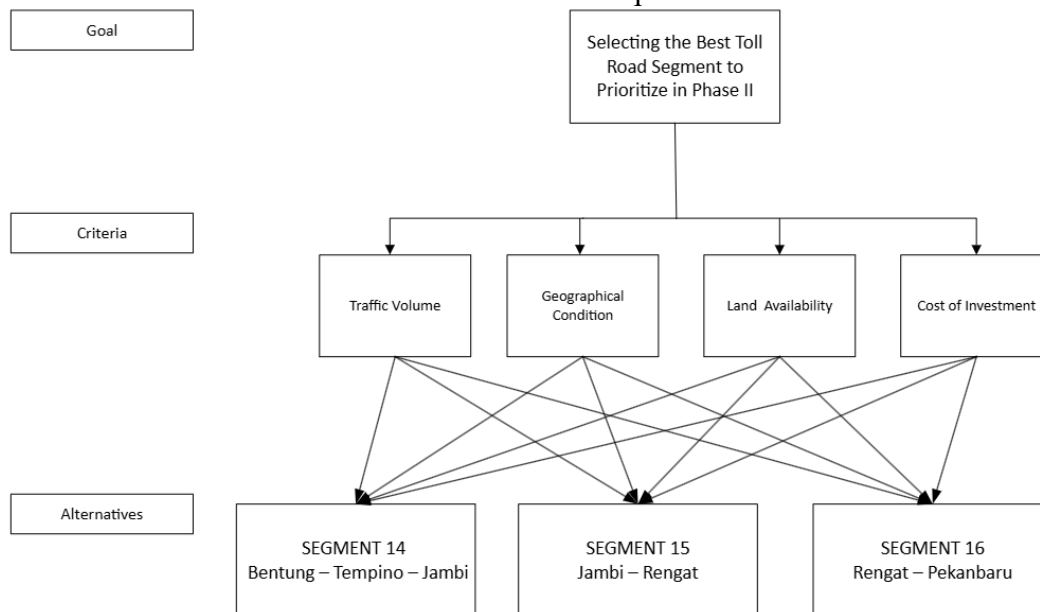 Goal
Selecting the Best Toll
Road Segment to
Prioritize in Phase II
Criteria
Traffic Volume
Geographical
Condition
Land Availability
Cost of Investment
Alternatives
SEGMENT 14
Bentung – Tempino – Jambi
SEGMENT 15
Jambi – Rengat
SEGMENT 16
Rengat – Pekanbaru